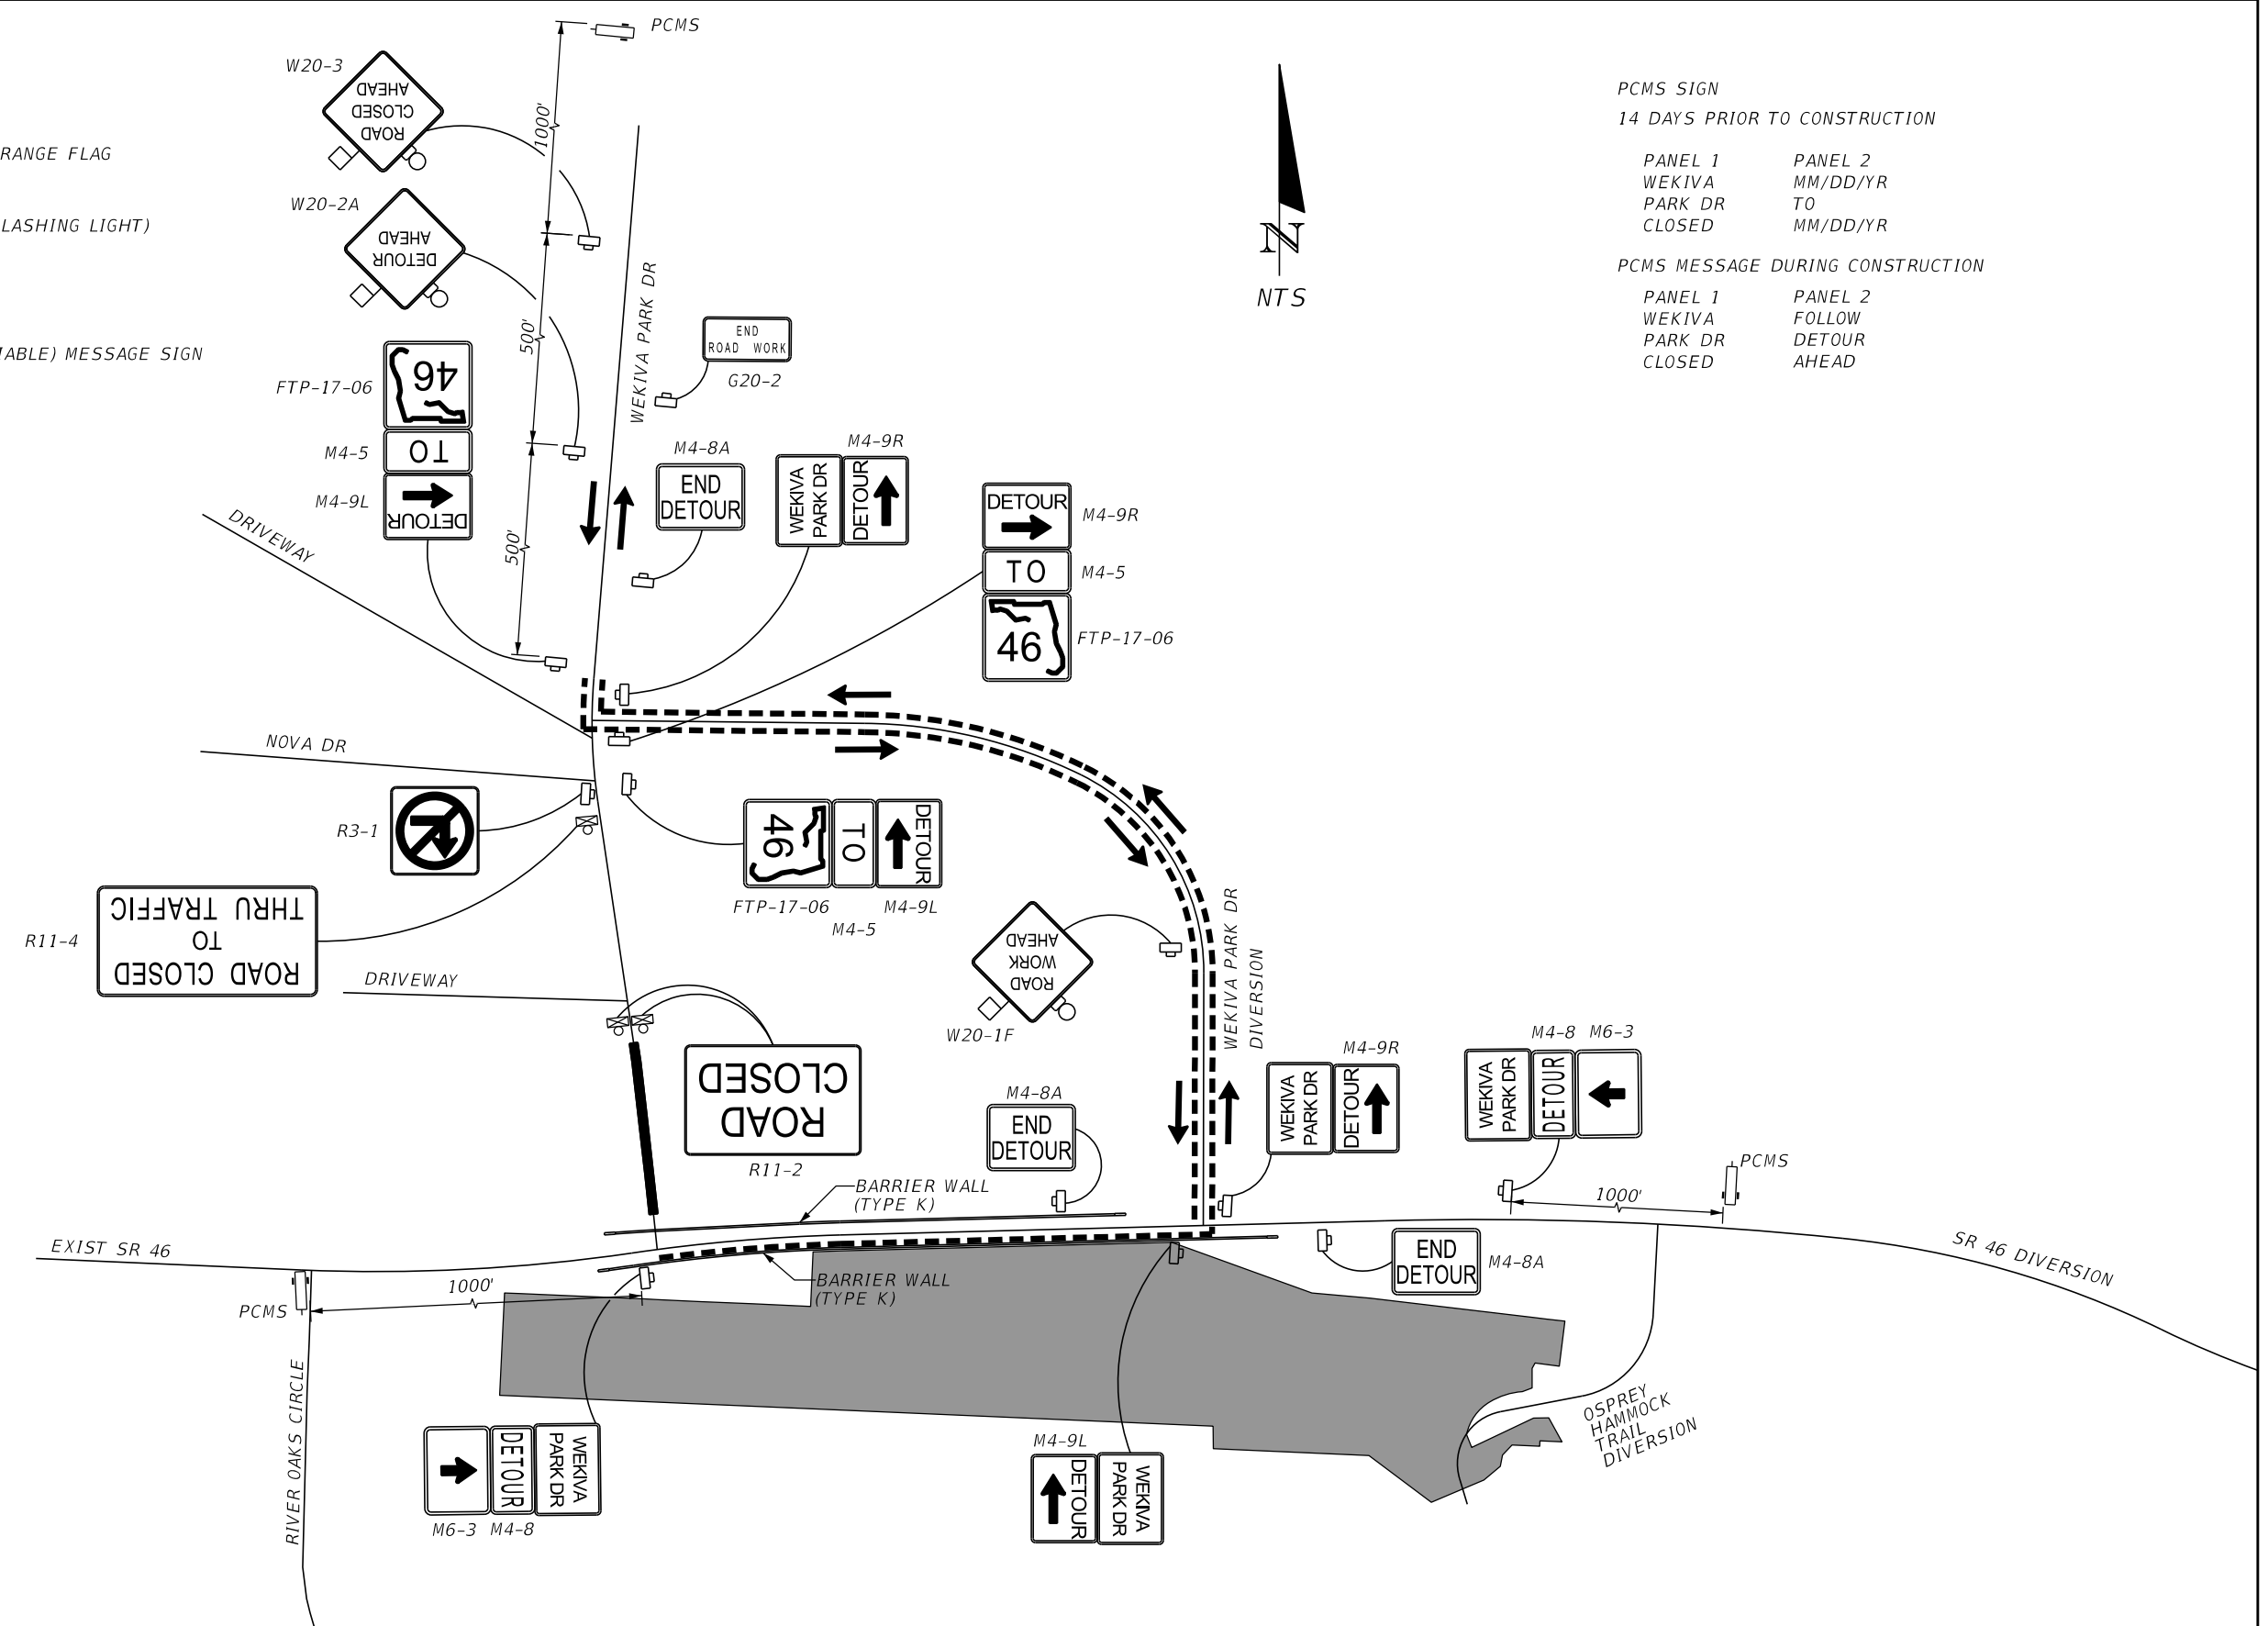 PCMS
W20-3
ROAD
CLOSED
AHEAD
1000'
RANGE FLAG
W20-2A
DETOUR
AHEAD
LASHING LIGHT)
500'
WEKIVA PARK DR
END
ROAD WORK
G20-2
IABLE) MESSAGE SIGN
FTP-17-06
46
M4-5
TO
M4-9L
DETOUR
500'
DRIVEWAY
M4-8A
END
DETOUR
M4-9R
WEKIVA
PARK DR
DETOUR
DETOUR
M4-9R
TO
M4-5
46
FTP-17-06
N
NTS
PCMS SIGN
14 DAYS PRIOR TO CONSTRUCTION
PANEL 1 PANEL 2
WEKIVA MM/DD/YR
PARK DR TO
CLOSED MM/DD/YR
PCMS MESSAGE DURING CONSTRUCTION
PANEL 1 PANEL 2
WEKIVA FOLLOW
PARK DR DETOUR
CLOSED AHEAD
NOVA DR
R3-1
46
TO
DETOUR
FTP-17-06
M4-5
M4-9L
R11-4
ROAD CLOSED
TO
THRU TRAFFIC
DRIVEWAY
ROAD
CLOSED
R11-2
ROAD
WORK
AHEAD
W20-1F
WEKIVA PARK DR
DIVERSION
M4-8A
END
DETOUR
M4-9R
WEKIVA
PARK DR
DETOUR
M4-8 M6-3
WEKIVA
PARK DR
DETOUR
PCMS
1000'
BARRIER WALL
(TYPE K)
EXIST SR 46
BARRIER WALL
(TYPE K)
1000'
PCMS
END
DETOUR
M4-8A
SR 46 DIVERSION
RIVER OAKS CIRCLE
DETOUR
WEKIVA
PARK DR
M6-3 M4-8
M4-9L
DETOUR
WEKIVA
PARK DR
OSPREY
HAMMOCK
TRAIL
DIVERSION